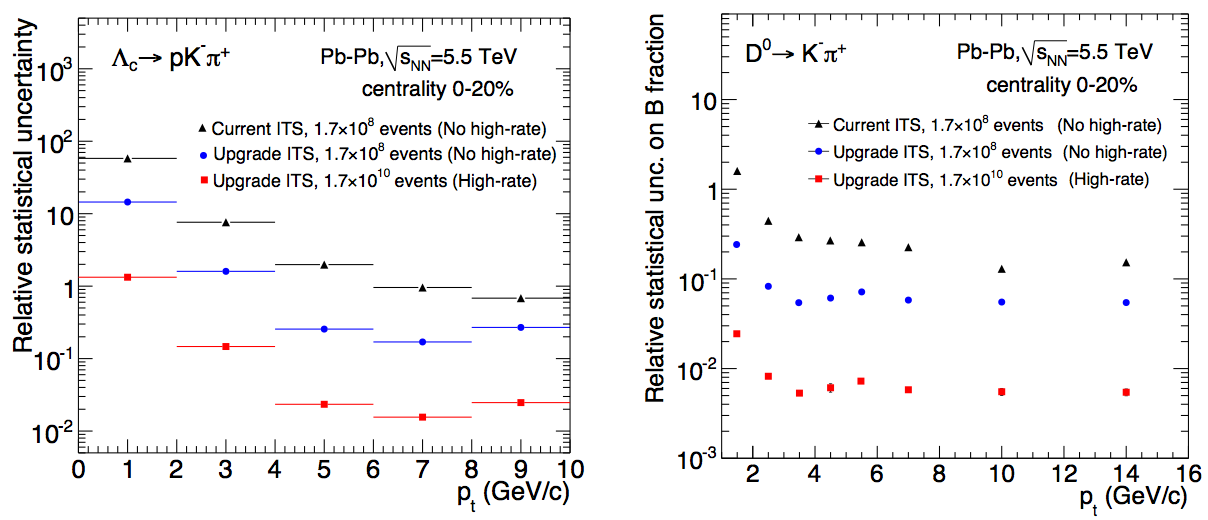 Λc→ pK⁻π⁺
Pb-Pb,√sNN=5.5 TeV
centrality 0-20%
▲ Current ITS, 1.7×10⁸ events (No high-rate)
● Upgrade ITS, 1.7×10⁸ events (No high-rate)
■ Upgrade ITS, 1.7×10¹⁰ events (High-rate)
Relative statistical uncertainty
10³
10²
10
1
10⁻¹
10⁻²
0 1 2 3 4 5 6 7 8 9 10
pt (GeV/c)
D⁰→ K⁻π⁺
Pb-Pb,√sNN=5.5 TeV
centrality 0-20%
▲ Current ITS, 1.7×10⁸ events (No high-rate)
● Upgrade ITS, 1.7×10⁸ events (No high-rate)
■ Upgrade ITS, 1.7×10¹⁰ events (High-rate)
Relative statistical unc. on B fraction
10
1
10⁻¹
10⁻²
10⁻³
2 4 6 8 10 12 14 16
pt (GeV/c)